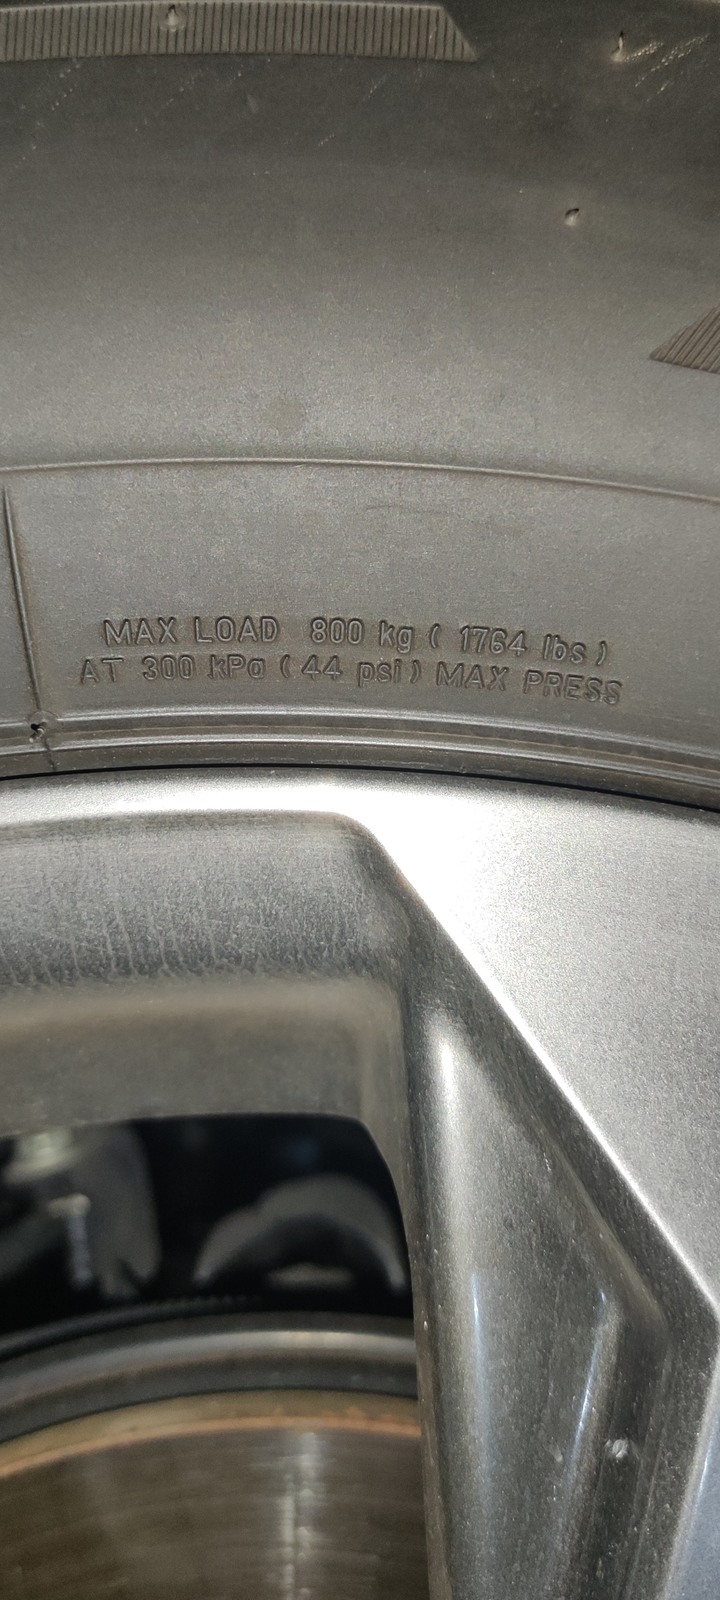 MAX LOAD 800 kg ( 1764 lbs )
AT 300 kPa ( 44 psi ) MAX PRESS